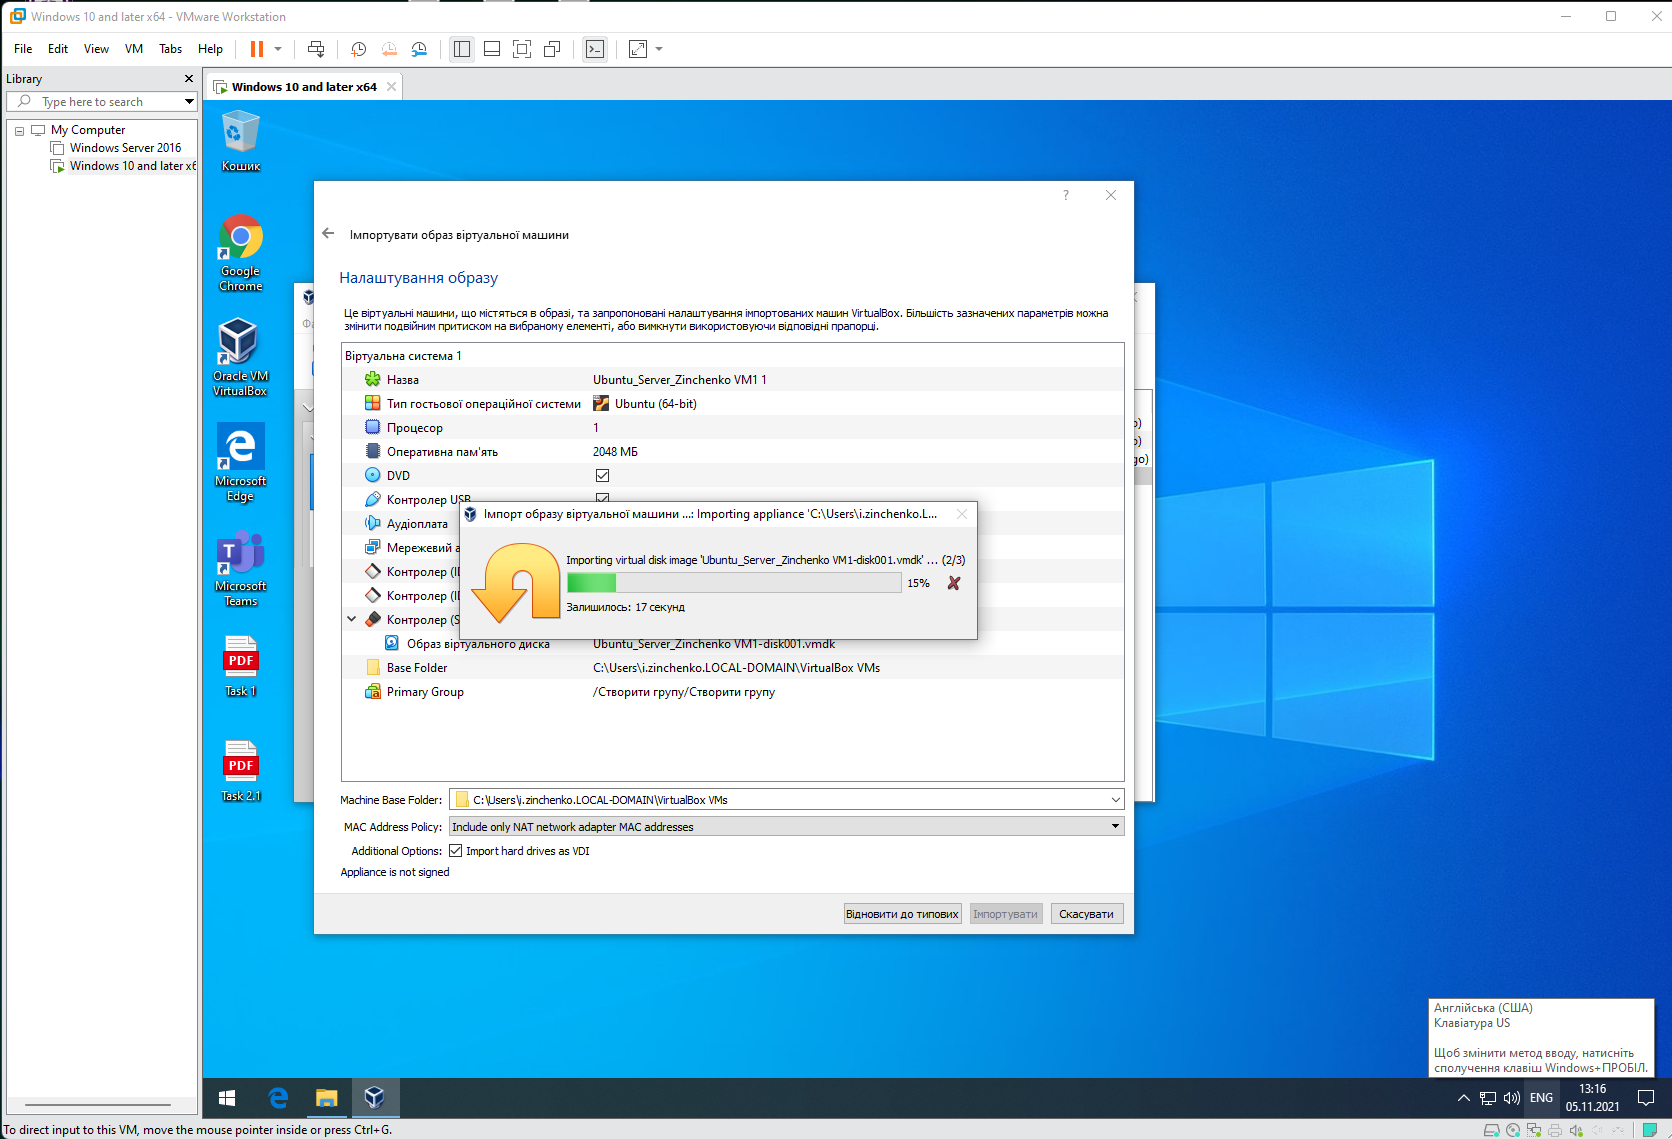 Windows 10 and later x64 - VMware Workstation
File Edit View VM Tabs Help
Library
Type here to search
My Computer
Windows Server 2016
Windows 10 and later x6
Windows 10 and later x64
Кошик
Google
Chrome
Oracle VM
VirtualBox
Microsoft
Edge
Microsoft
Teams
PDF
Task 1
PDF
Task 2.1
?
Імпортувати образ віртуальної машини
Налаштування образу
Це віртуальні машини, що містяться в образі, та запропоновані налаштування імпортованих машин VirtualBox. Більшість зазначених параметрів можна
змінити подвійним притиском на вибраному елементі, або вимкнути використовуючи відповідні прапорці.
Віртуальна система 1
Назва Ubuntu_Server_Zinchenko VM1 1
Тип гостьової операційної системи Ubuntu (64-bit)
Процесор 1
Оперативна пам'ять 2048 МБ
DVD
Контролер USB
Аудіоплата
Мережевий а
Контролер (I
Контролер (I
Контролер (S
Образ віртуального диска Ubuntu_Server_Zinchenko VM1-disk001.vmdk
Base Folder C:\Users\i.zinchenko.LOCAL-DOMAIN\VirtualBox VMs
Primary Group /Створити групу/Створити групу
Імпорт образу віртуальної машини ...: Importing appliance 'C:\Users\i.zinchenko.L...
Importing virtual disk image 'Ubuntu_Server_Zinchenko VM1-disk001.vmdk' ... (2/3)
15%
Залишилось: 17 секунд
Machine Base Folder: C:\Users\i.zinchenko.LOCAL-DOMAIN\VirtualBox VMs
MAC Address Policy: Include only NAT network adapter MAC addresses
Additional Options: Import hard drives as VDI
Appliance is not signed
Відновити до типових Імпортувати Скасувати
Англійська (США)
Клавіатура US
Щоб змінити метод вводу, натисніть
сполучення клавіш Windows+ПРОБІЛ.
ENG
13:16
05.11.2021
To direct input to this VM, move the mouse pointer inside or press Ctrl+G.